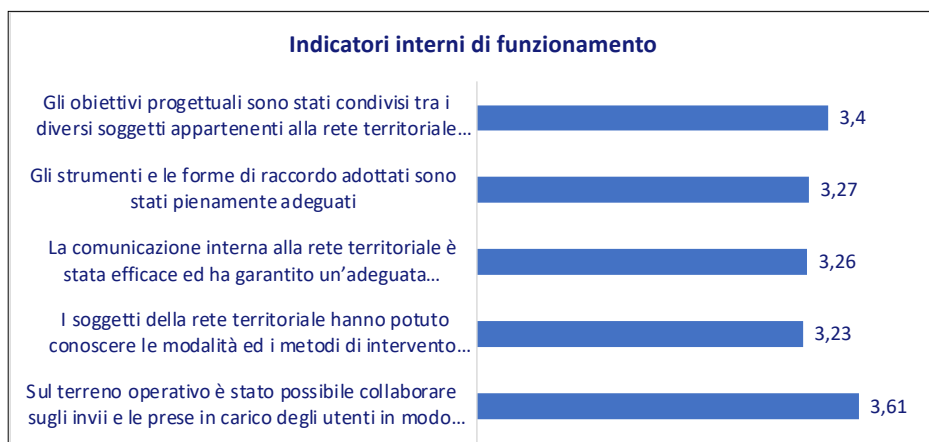 Indicatori interni di funzionamento
Gli obiettivi progettuali sono stati condivisi tra i
diversi soggetti appartenenti alla rete territoriale...
3,4
Gli strumenti e le forme di raccordo adottati sono
stati pienamente adeguati
3,27
La comunicazione interna alla rete territoriale è
stata efficace ed ha garantito un’adeguata...
3,26
I soggetti della rete territoriale hanno potuto
conoscere le modalità ed i metodi di intervento...
3,23
Sul terreno operativo è stato possibile collaborare
sugli invii e le prese in carico degli utenti in modo...
3,61